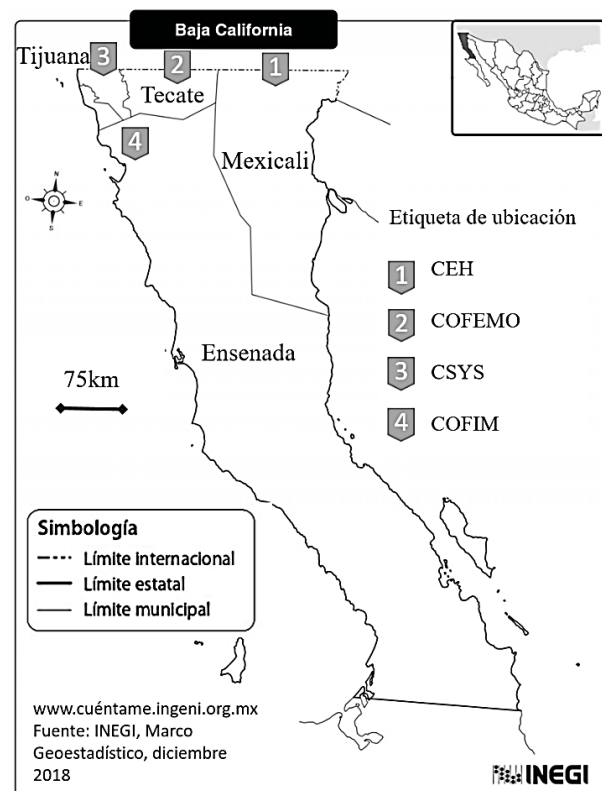 Baja California
Tijuana 3
2
1
Tecate
4
Mexicali
N
O
E
S
Etiqueta de ubicación
1 CEH
2 COFEMO
3 CSYS
4 COFIM
Ensenada
75km
Simbología
Límite internacional
Límite estatal
Límite municipal
www.cuéntame.ingeni.org.mx
Fuente: INEGI, Marco
Geoestadístico, diciembre
2018
INEGI